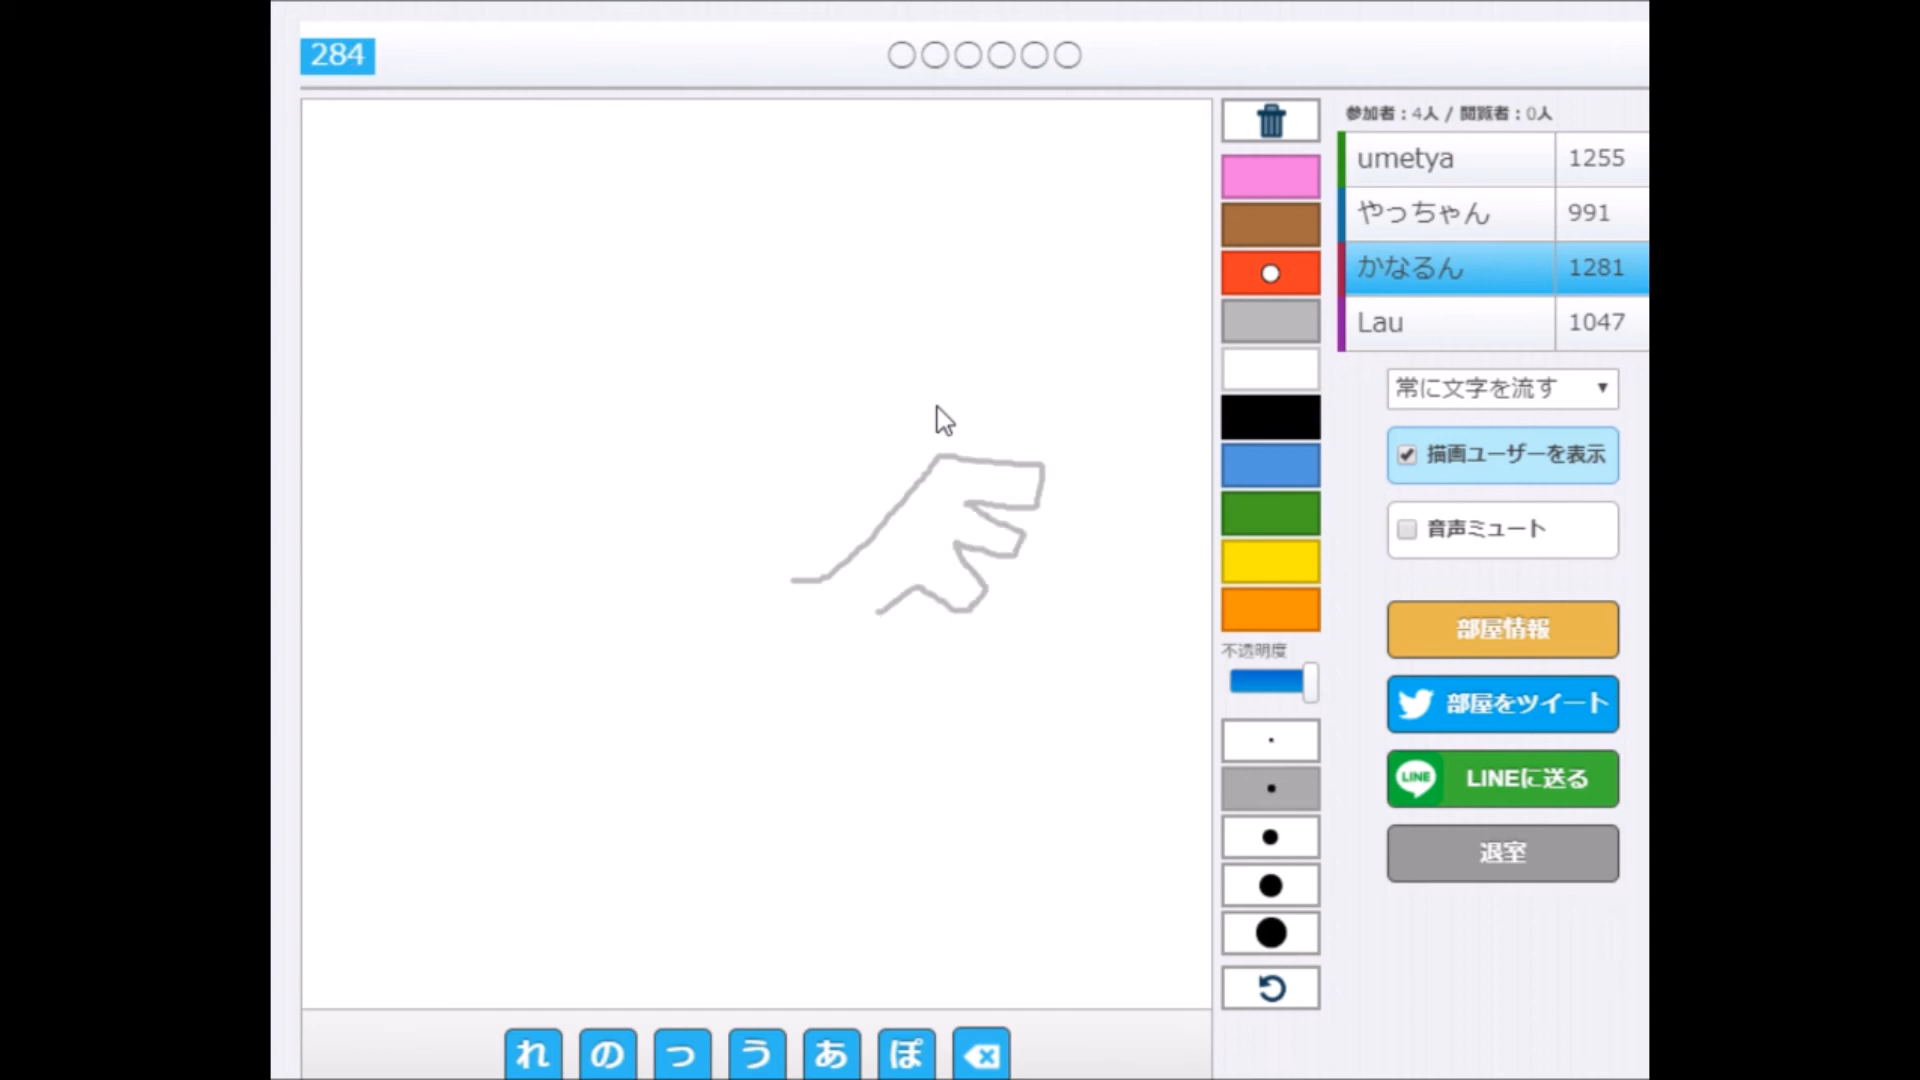 284
○○○○○○
参加者：4人 / 閲覧者：0人
umetya 1255
やっちゃん 991
かなるん 1281
Lau 1047
常に文字を流す
描画ユーザーを表示
音声ミュート
不透明度
部屋情報
部屋をツイート
LINE LINEに送る
退室
れ の っ う あ ぽ